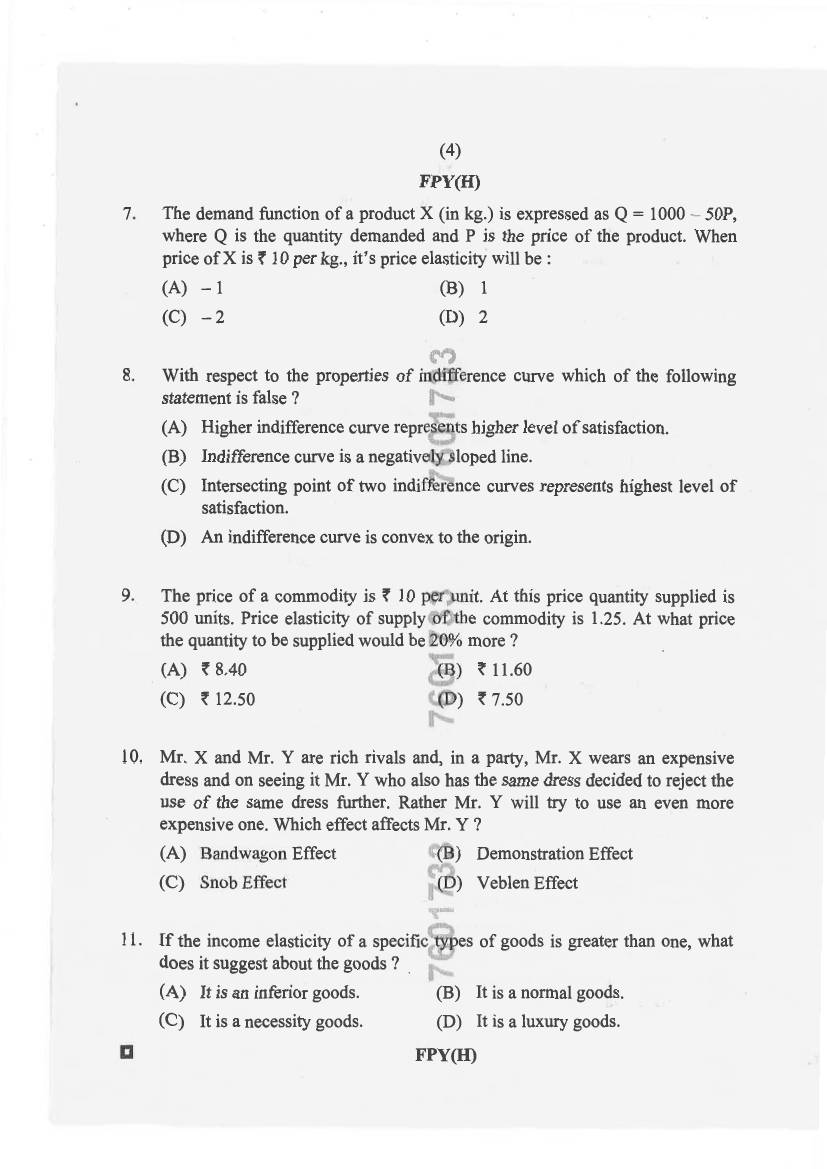 (4)
FPY(H)
7. The demand function of a product X (in kg.) is expressed as Q = 1000 – 50P,
where Q is the quantity demanded and P is the price of the product. When
price of X is ₹ 10 per kg., it's price elasticity will be :
(A) – 1 (B) 1
(C) – 2 (D) 2
8. With respect to the properties of indifference curve which of the following
statement is false ?
(A) Higher indifference curve represents higher level of satisfaction.
(B) Indifference curve is a negatively sloped line.
(C) Intersecting point of two indifference curves represents highest level of
satisfaction.
(D) An indifference curve is convex to the origin.
9. The price of a commodity is ₹ 10 per unit. At this price quantity supplied is
500 units. Price elasticity of supply of the commodity is 1.25. At what price
the quantity to be supplied would be 20% more ?
(A) ₹ 8.40 (B) ₹ 11.60
(C) ₹ 12.50 (D) ₹ 7.50
10. Mr. X and Mr. Y are rich rivals and, in a party, Mr. X wears an expensive
dress and on seeing it Mr. Y who also has the same dress decided to reject the
use of the same dress further. Rather Mr. Y will try to use an even more
expensive one. Which effect affects Mr. Y ?
(A) Bandwagon Effect (B) Demonstration Effect
(C) Snob Effect (D) Veblen Effect
11. If the income elasticity of a specific types of goods is greater than one, what
does it suggest about the goods ?
(A) It is an inferior goods. (B) It is a normal goods.
(C) It is a necessity goods. (D) It is a luxury goods.
FPY(H)